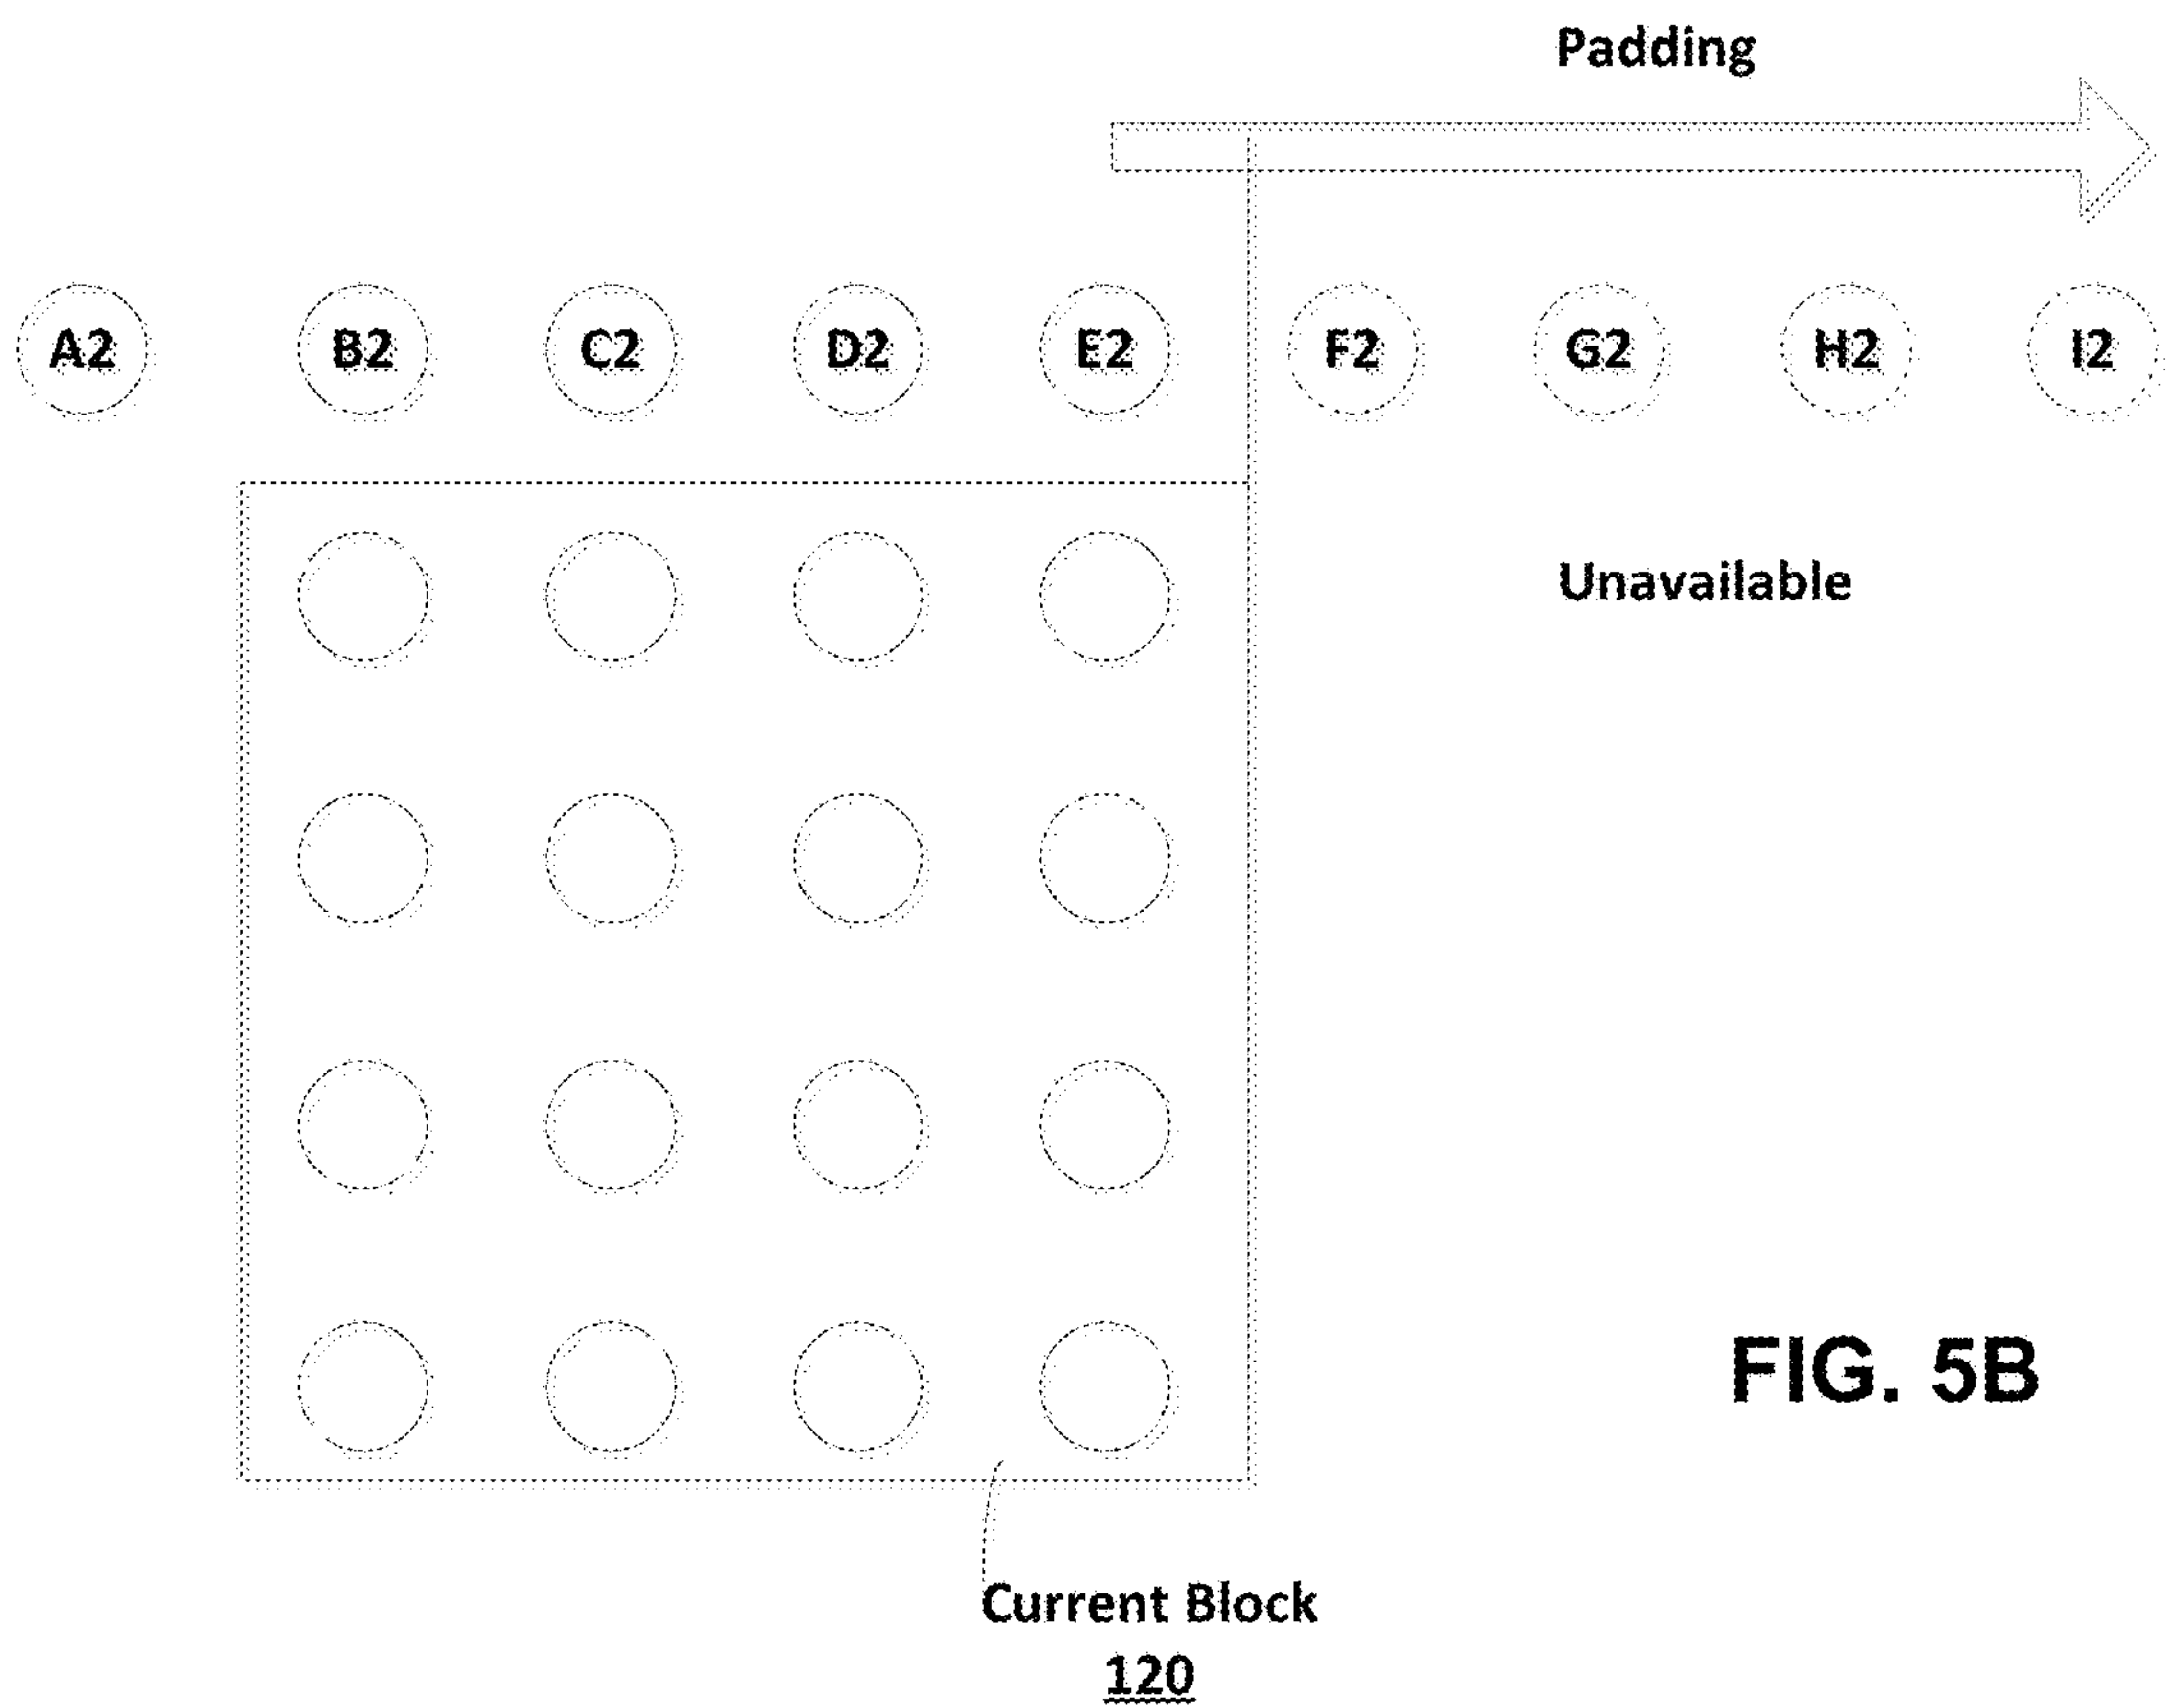 Padding
A2 B2 C2 D2 E2 F2 G2 H2 I2
Unavailable
FIG. 5B
Current Block
120